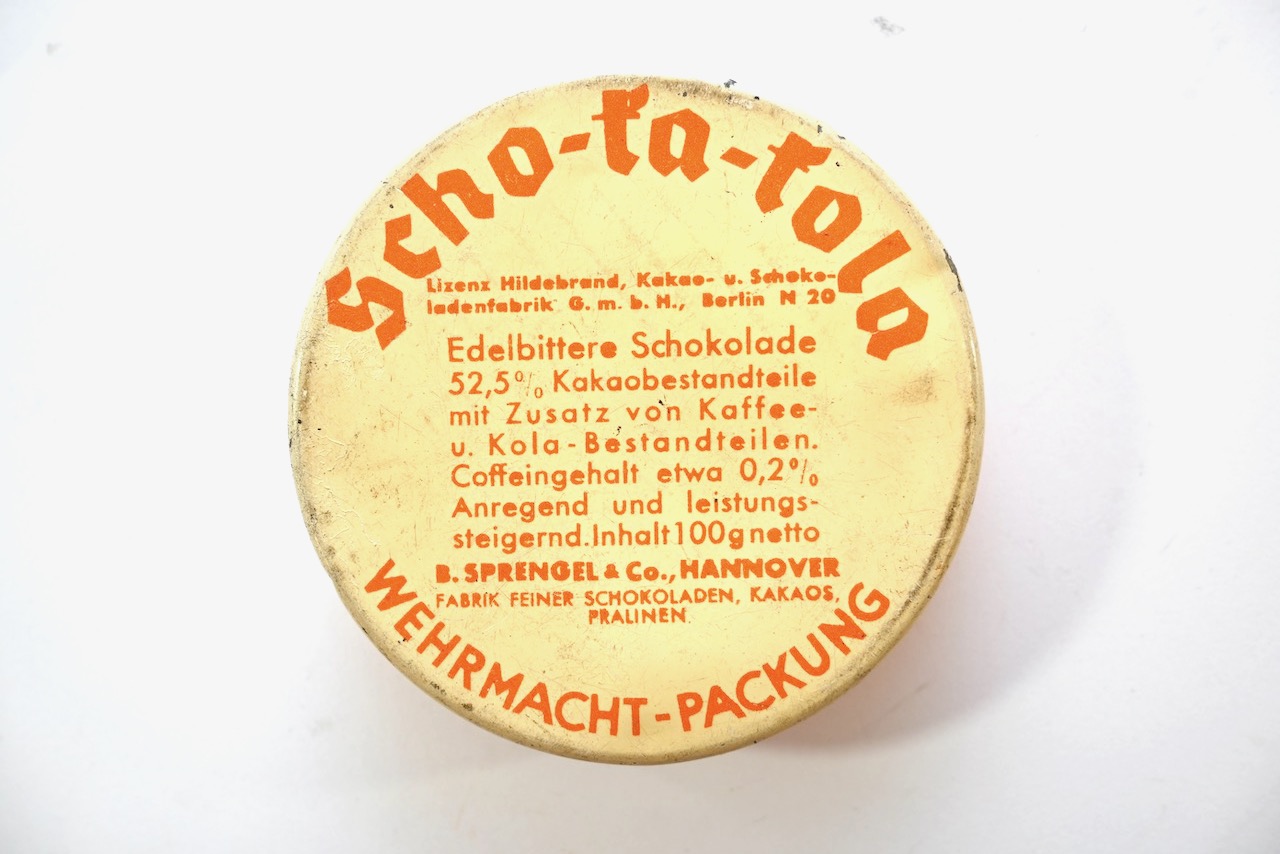 Scho-ka-kola
Lizenz Hildebrand, Kakao- u. Schoko-
ladenfabrik G. m. b. H., Berlin N 20
Edelbittere Schokolade
52,5% Kakaobestandteile
mit Zusatz von Kaffee-
u. Kola-Bestandteilen.
Coffeingehalt etwa 0,2%
Anregend und leistungs-
steigernd. Inhalt 100g netto
B. SPRENGEL & Co., HANNOVER
FABRIK FEINER SCHOKOLADEN, KAKAOS,
PRALINEN
WEHRMACHT-PACKUNG